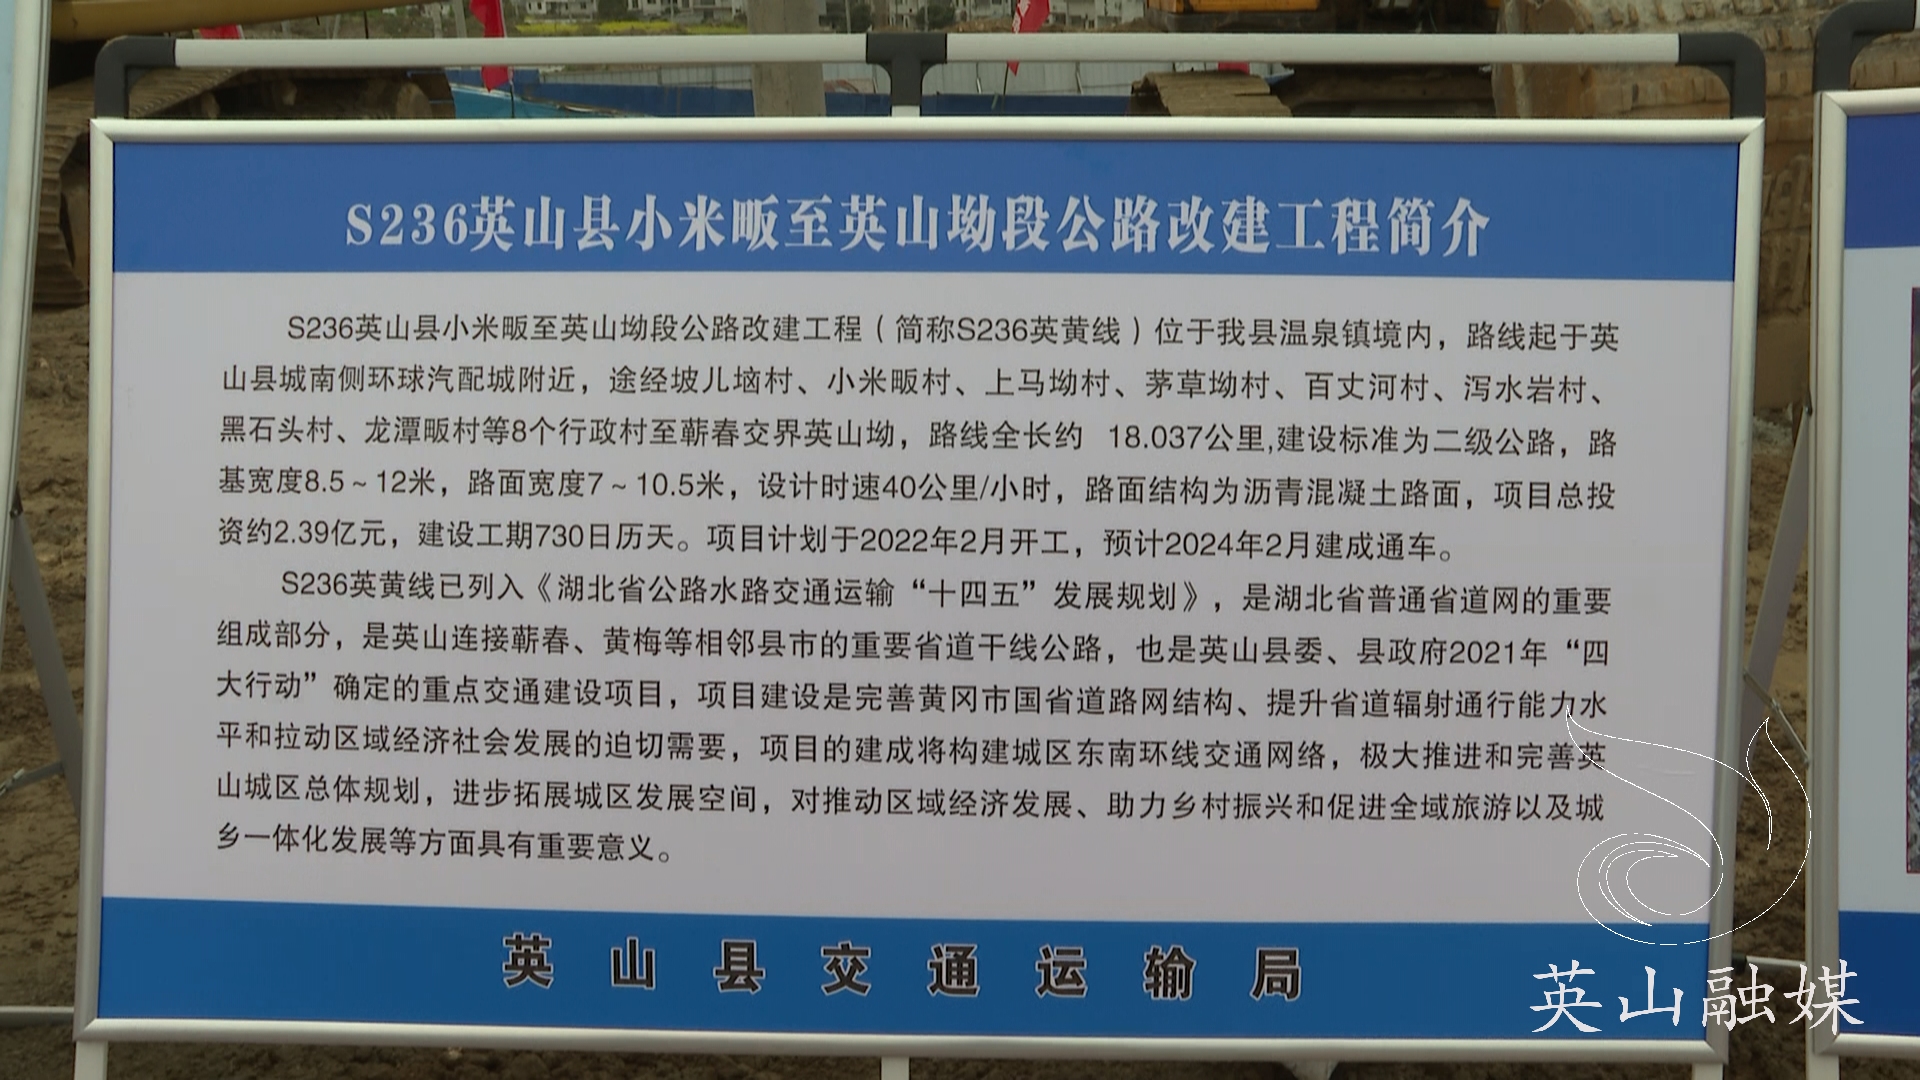 S236英山县小米畈至英山坳段公路改建工程简介
S236英山县小米畈至英山坳段公路改建工程（简称S236英黄线）位于我县温泉镇境内，路线起于英
山县城南侧环球汽配城附近，途经坡儿垴村、小米畈村、上马坳村、茅草坳村、百丈河村、泻水岩村、
黑石头村、龙潭畈村等8个行政村至蕲春交界英山坳，路线全长约 18.037公里,建设标准为二级公路，路
基宽度8.5～12米，路面宽度7～10.5米，设计时速40公里/小时，路面结构为沥青混凝土路面，项目总投
资约2.39亿元，建设工期730日历天。项目计划于2022年2月开工，预计2024年2月建成通车。
S236英黄线已列入《湖北省公路水路交通运输“十四五”发展规划》，是湖北省普通省道网的重要
组成部分，是英山连接蕲春、黄梅等相邻县市的重要省道干线公路，也是英山县委、县政府2021年“四
大行动”确定的重点交通建设项目，项目建设是完善黄冈市国省道路网结构、提升省道辐射通行能力水
平和拉动区域经济社会发展的迫切需要，项目的建成将构建城区东南环线交通网络，极大推进和完善英
山城区总体规划，进步拓展城区发展空间，对推动区域经济发展、助力乡村振兴和促进全域旅游以及城
乡一体化发展等方面具有重要意义。
英山县交通运输局
英山融媒